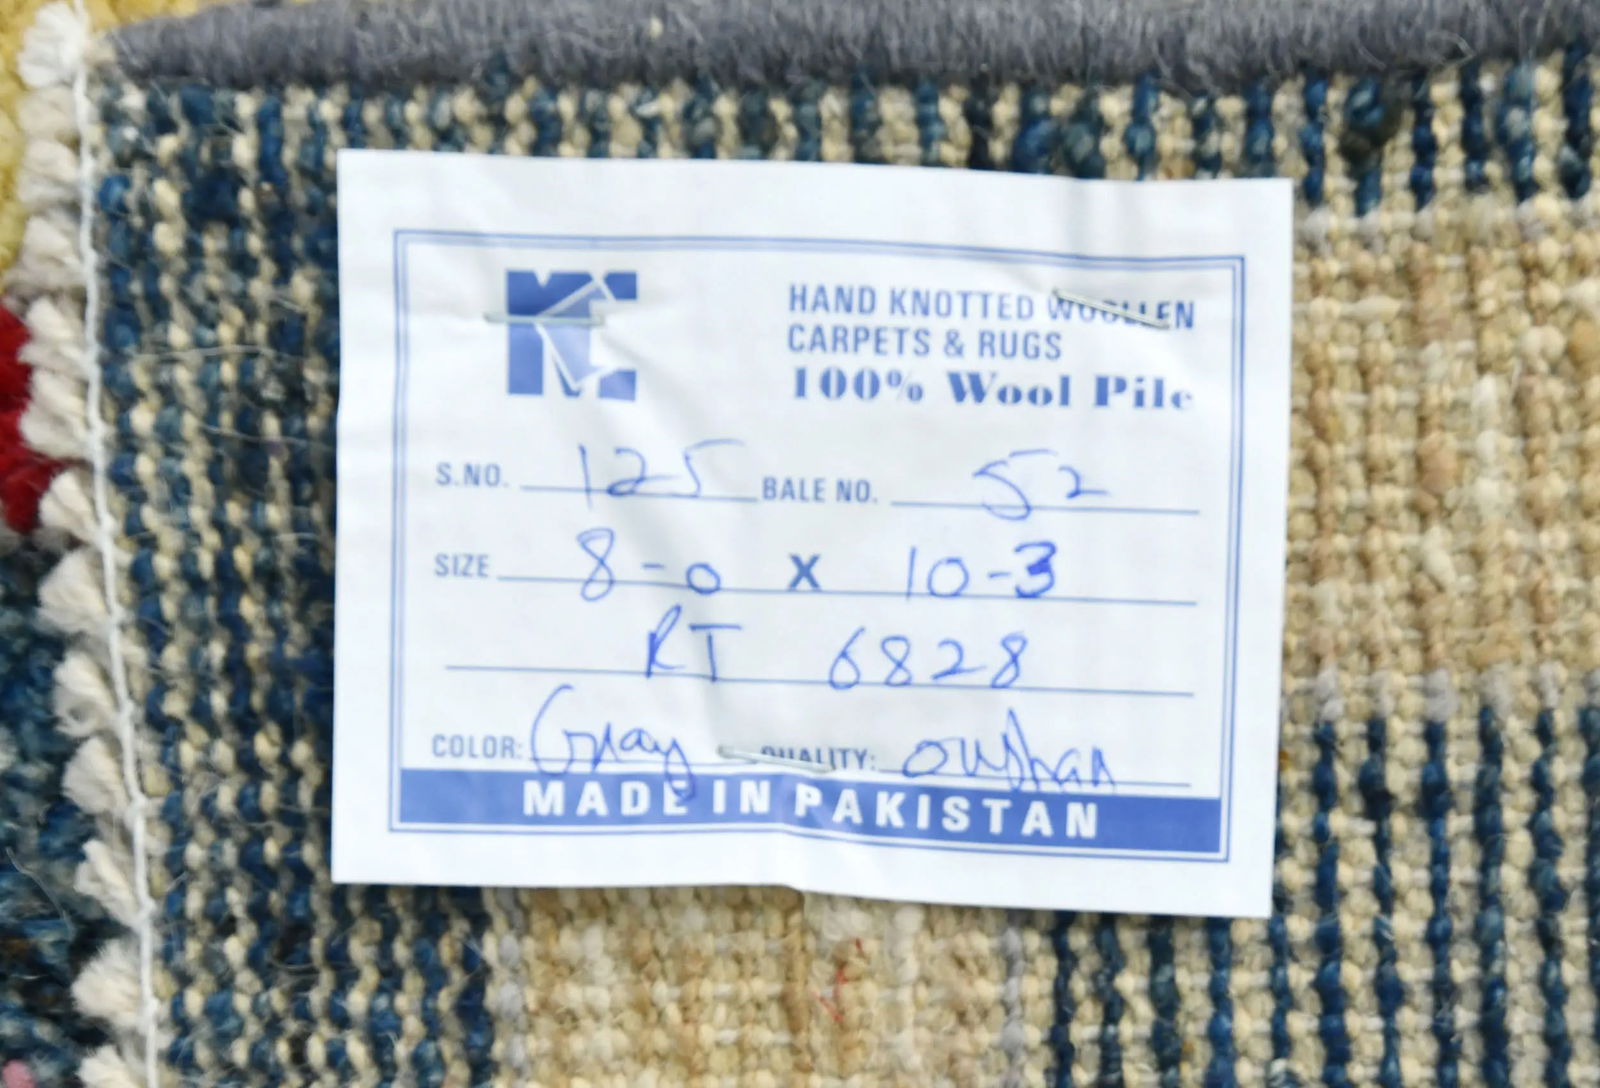 HAND KNOTTED WOOLLEN
CARPETS & RUGS
100% Wool Pile
S.NO. 125 BALE NO. 52
SIZE 8-0 X 10-3
RT 6828
COLOR: Gray QUALITY:
MADE IN PAKISTAN